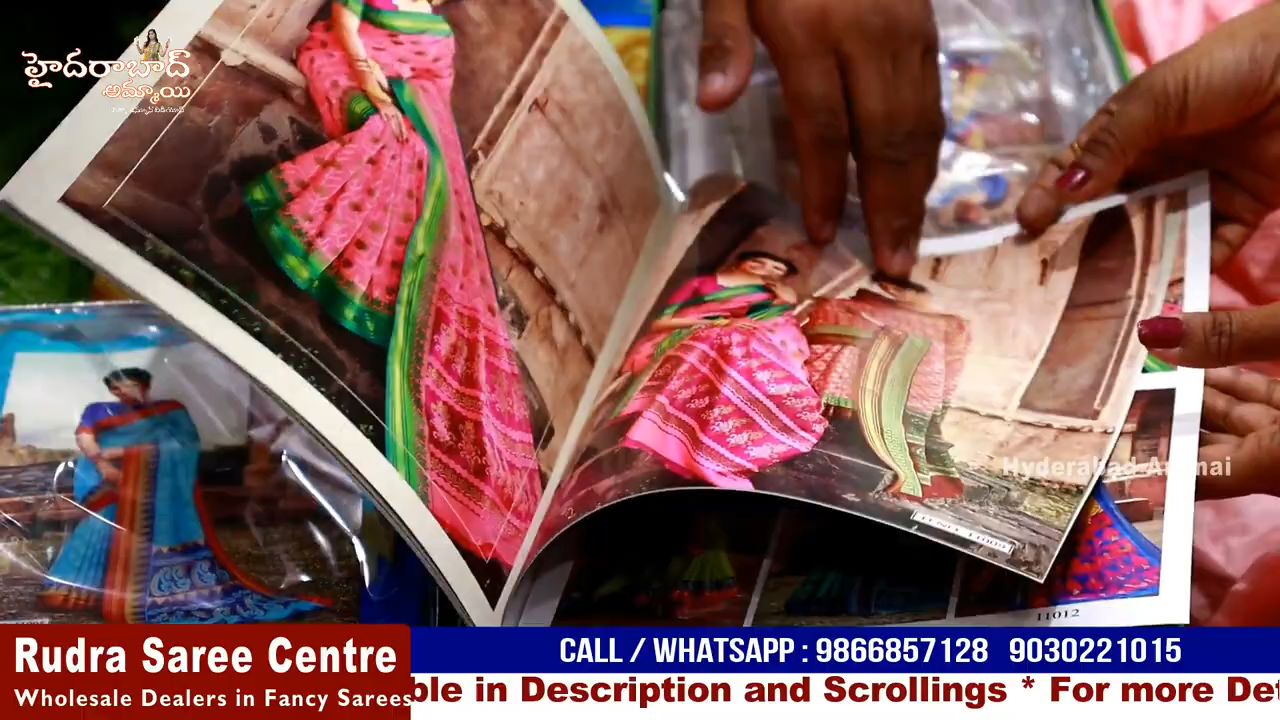 హైదరాబాద్
అమ్మాయి
Hyderabad Ammai
11012
Rudra Saree Centre
Wholesale Dealers in Fancy Sarees
CALL / WHATSAPP : 9866857128 9030221015
ble in Description and Scrollings * For more Det